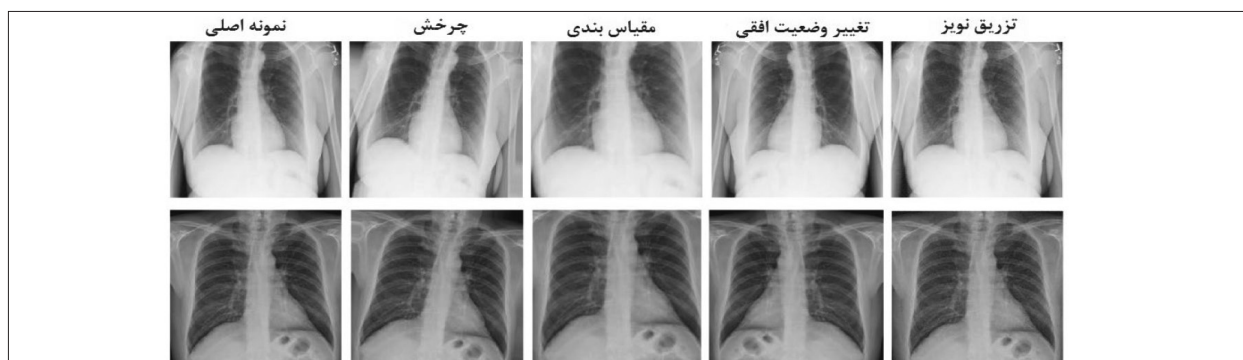 تزریق نویز تغییر وضعیت افقی مقیاس بندی چرخش نمونه اصلی